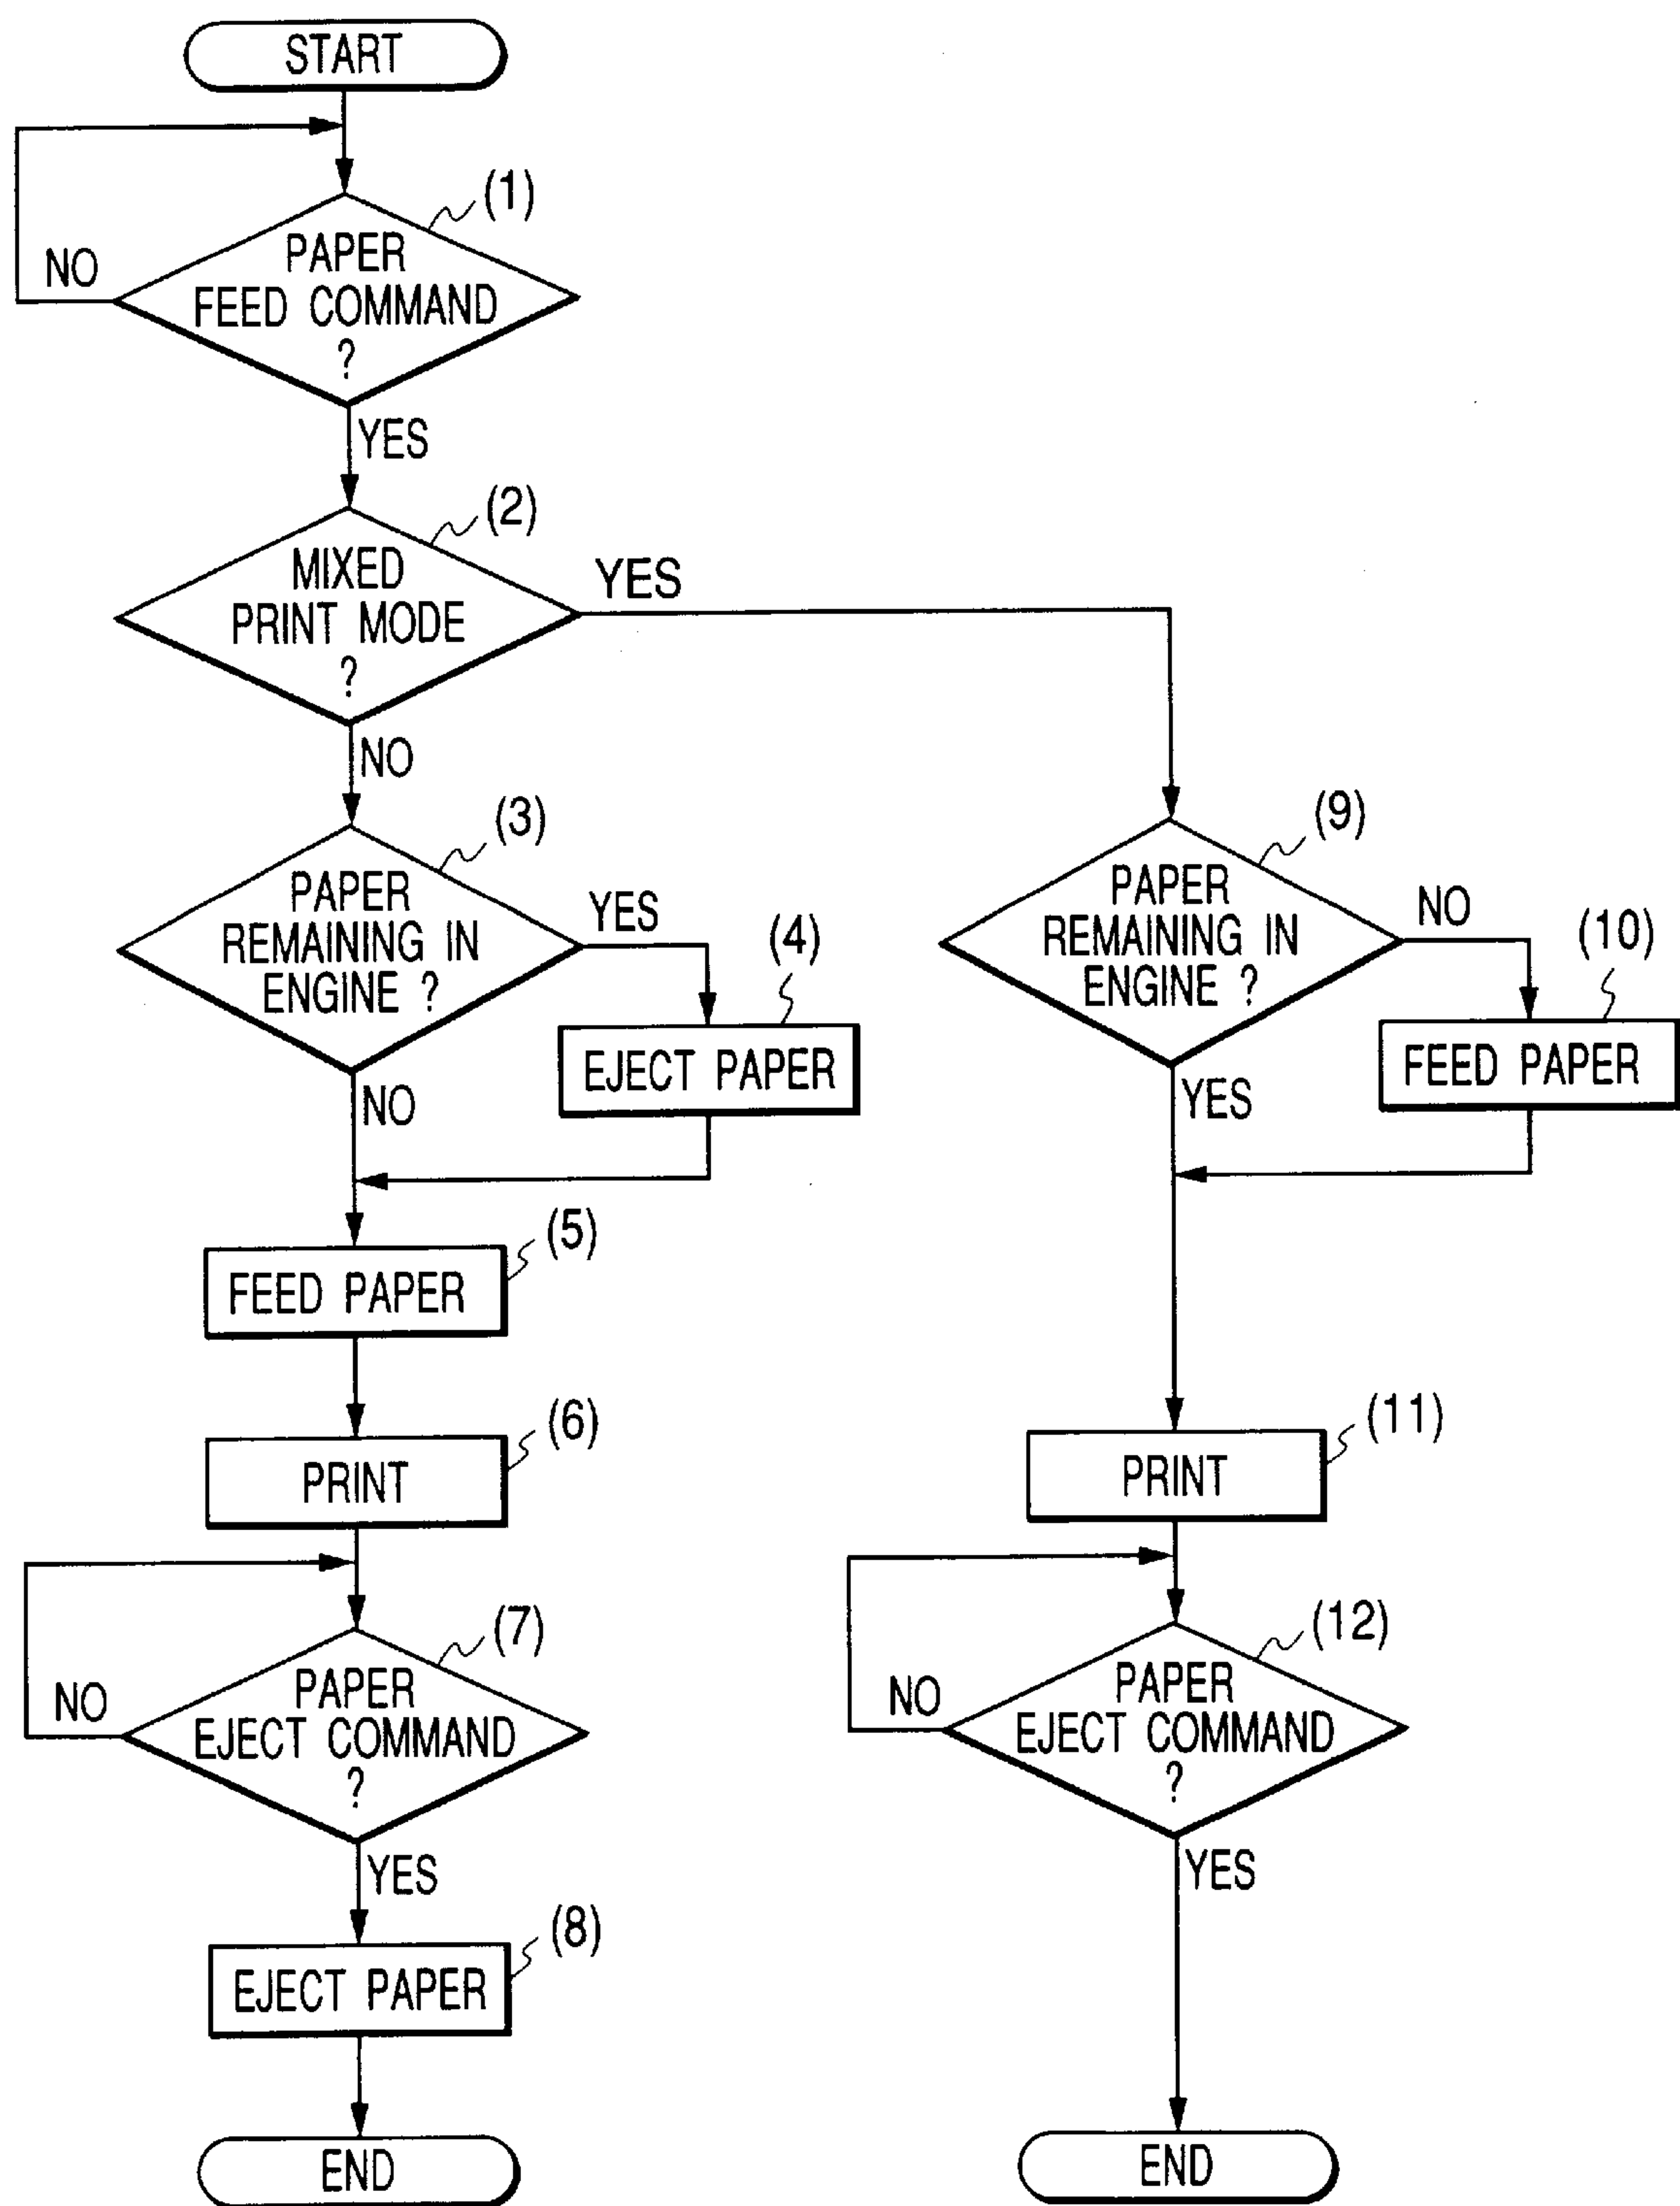 START
(1)
PAPER
FEED COMMAND
?
NO
YES
(2)
MIXED
PRINT MODE
?
YES
NO
(3)
PAPER
REMAINING IN
ENGINE ?
YES
(4)
EJECT PAPER
NO
(5)
FEED PAPER
(6)
PRINT
(7)
PAPER
EJECT COMMAND
?
NO
YES
(8)
EJECT PAPER
END
(9)
PAPER
REMAINING IN
ENGINE ?
NO
(10)
FEED PAPER
YES
(11)
PRINT
(12)
PAPER
EJECT COMMAND
?
NO
YES
END